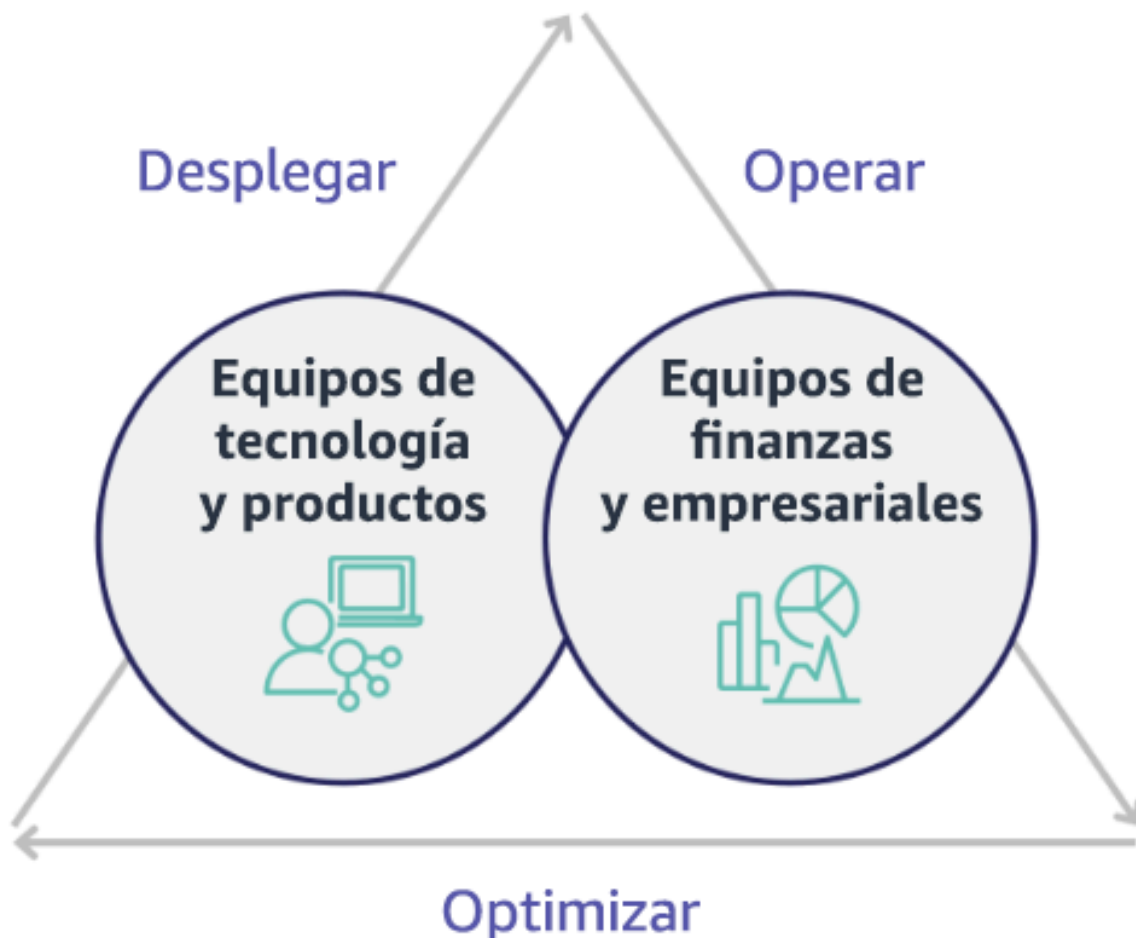 Desplegar
Operar
Equipos de
tecnología
y productos
Equipos de
finanzas
y empresariales
Optimizar